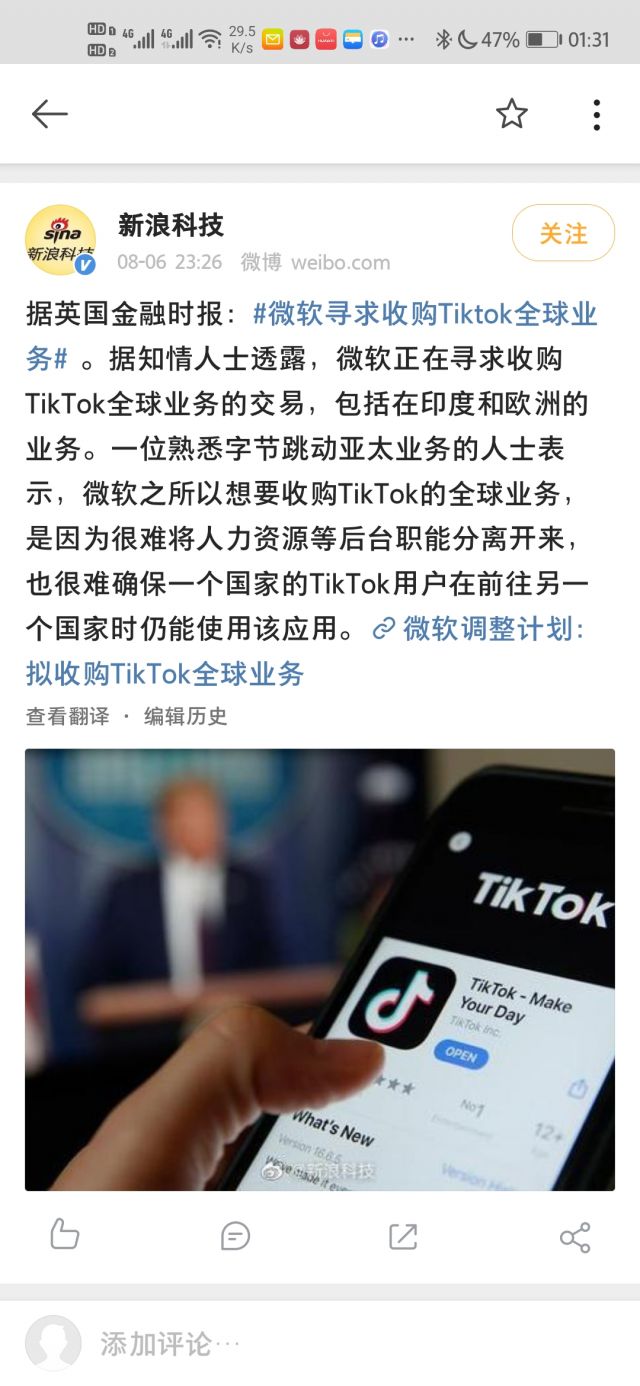 HD 1 4G 4G 29.5 47% 01:31
HD 2 K/s
sina
新浪科技
新浪科技
关注
08-06 23:26 微博 weibo.com
据英国金融时报：#微软寻求收购Tiktok全球业
务# 。据知情人士透露，微软正在寻求收购
TikTok全球业务的交易，包括在印度和欧洲的
业务。一位熟悉字节跳动亚太业务的人士表
示，微软之所以想要收购TikTok的全球业务，
是因为很难将人力资源等后台职能分离开来，
也很难确保一个国家的TikTok用户在前往另一
个国家时仍能使用该应用。 微软调整计划：
拟收购TikTok全球业务
查看翻译 · 编辑历史
TikTok
TikTok - Make
Your Day
TikTok Inc.
OPEN
No1
12+
What's New
Version 16.6.5
Version History
We've made it
@新浪科技
添加评论···